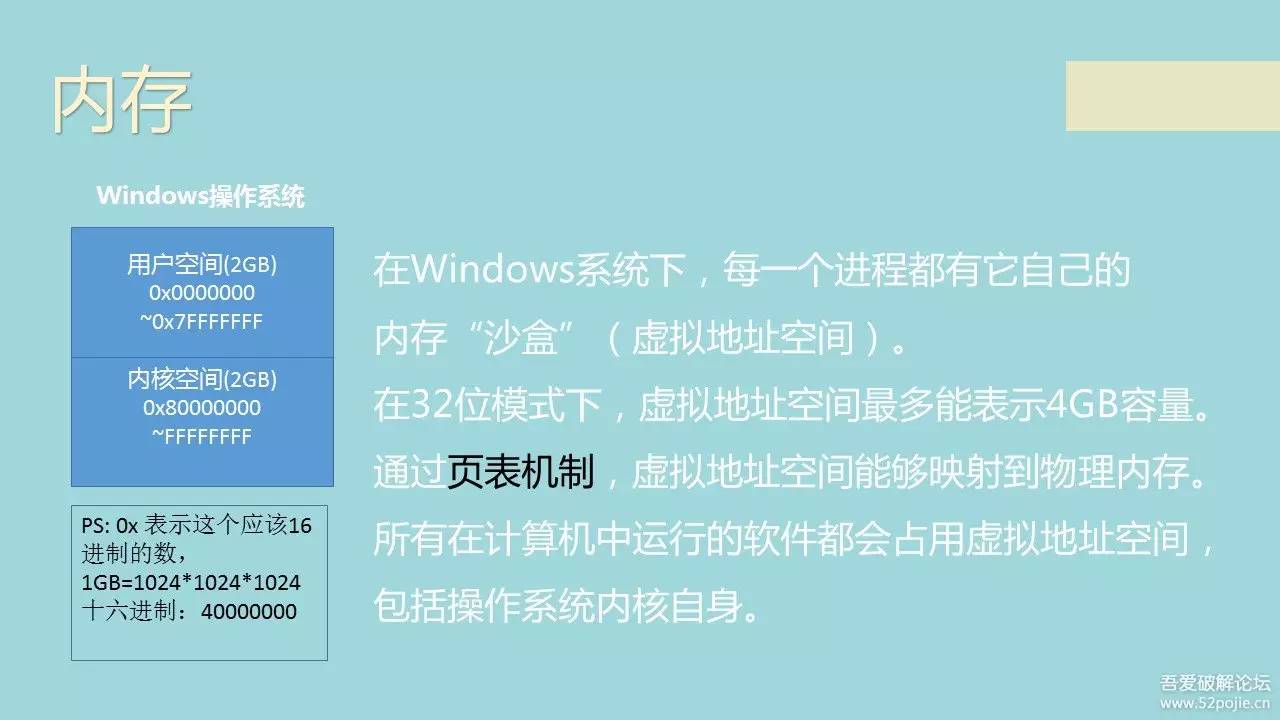 内存
Windows操作系统
用户空间(2GB)
0x0000000
~0x7FFFFFFF
内核空间(2GB)
0x80000000
~FFFFFFFF
PS: 0x 表示这个应该16
进制的数，
1GB=1024*1024*1024
十六进制：40000000
在Windows系统下，每一个进程都有它自己的
内存“沙盒”（虚拟地址空间）。
在32位模式下，虚拟地址空间最多能表示4GB容量。
通过页表机制，虚拟地址空间能够映射到物理内存。
所有在计算机中运行的软件都会占用虚拟地址空间，
包括操作系统内核自身。
吾爱破解论坛
www.52pojie.cn